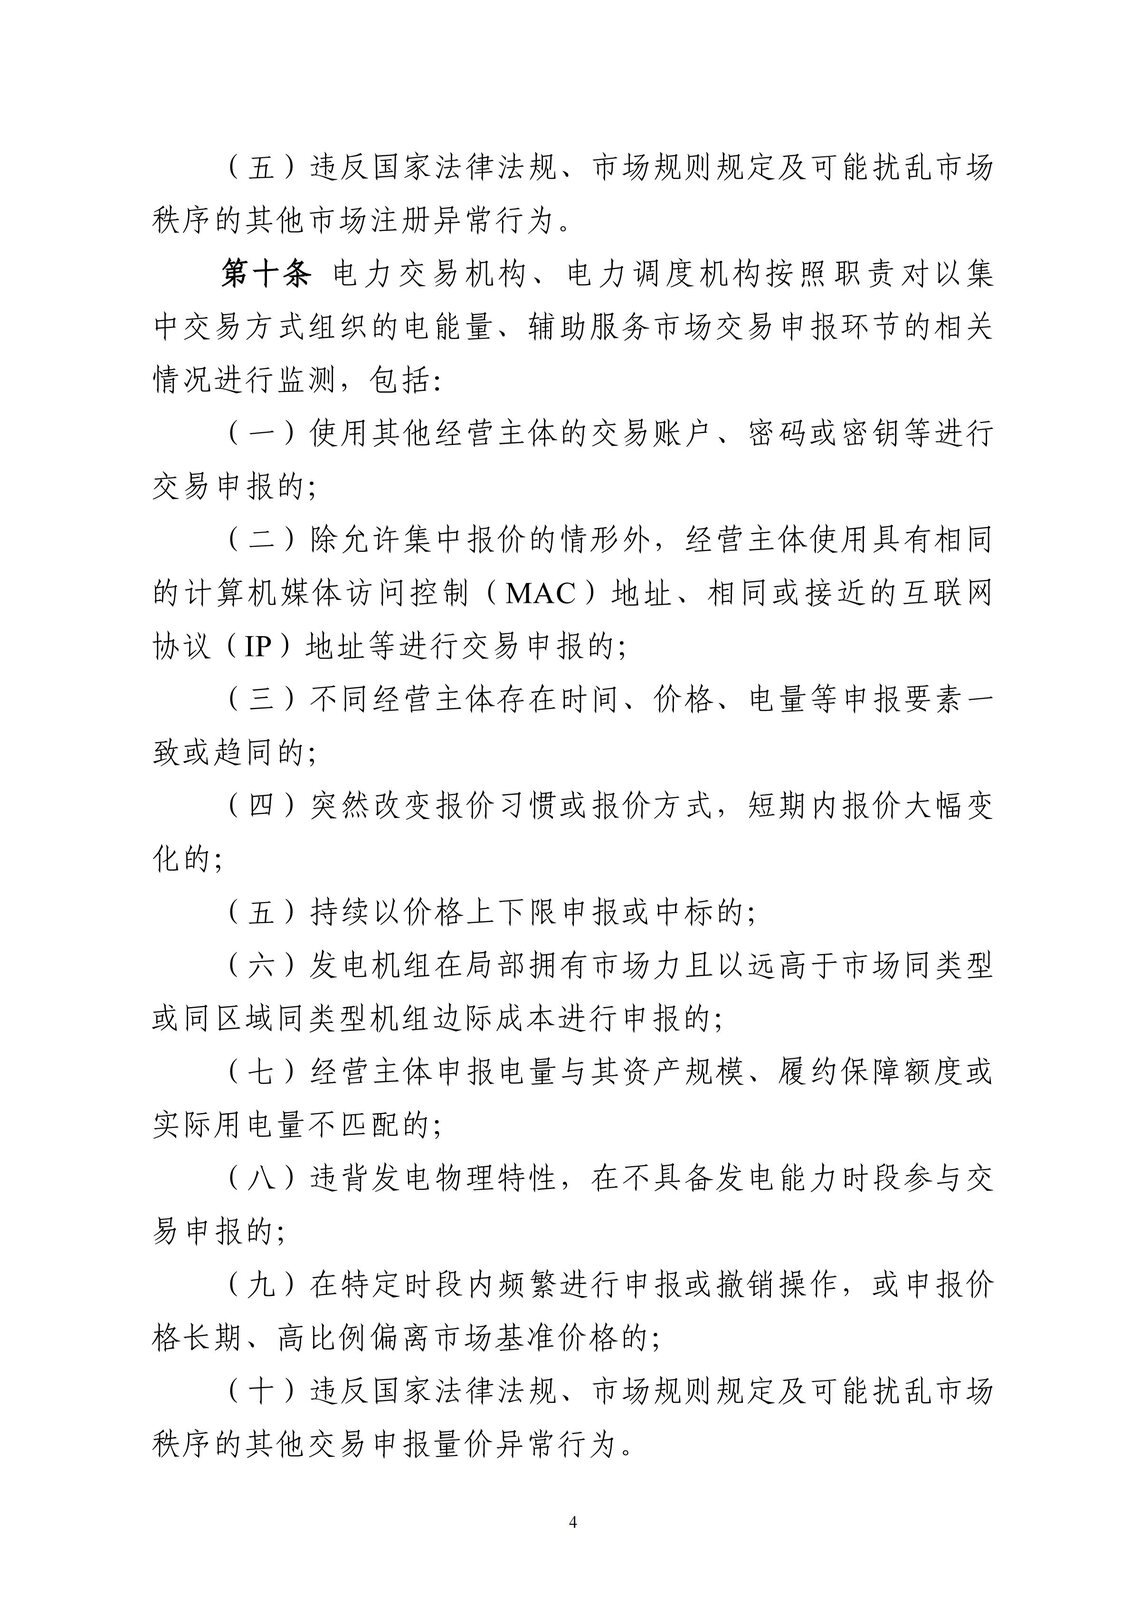 （五）违反国家法律法规、市场规则规定及可能扰乱市场
秩序的其他市场注册异常行为。
第十条 电力交易机构、电力调度机构按照职责对以集
中交易方式组织的电能量、辅助服务市场交易申报环节的相关
情况进行监测，包括：
（一）使用其他经营主体的交易账户、密码或密钥等进行
交易申报的；
（二）除允许集中报价的情形外，经营主体使用具有相同
的计算机媒体访问控制（MAC）地址、相同或接近的互联网
协议（IP）地址等进行交易申报的；
（三）不同经营主体存在时间、价格、电量等申报要素一
致或趋同的；
（四）突然改变报价习惯或报价方式，短期内报价大幅变
化的；
（五）持续以价格上下限申报或中标的；
（六）发电机组在局部拥有市场力且以远高于市场同类型
或同区域同类型机组边际成本进行申报的；
（七）经营主体申报电量与其资产规模、履约保障额度或
实际用电量不匹配的；
（八）违背发电物理特性，在不具备发电能力时段参与交
易申报的；
（九）在特定时段内频繁进行申报或撤销操作，或申报价
格长期、高比例偏离市场基准价格的；
（十）违反国家法律法规、市场规则规定及可能扰乱市场
秩序的其他交易申报量价异常行为。
4